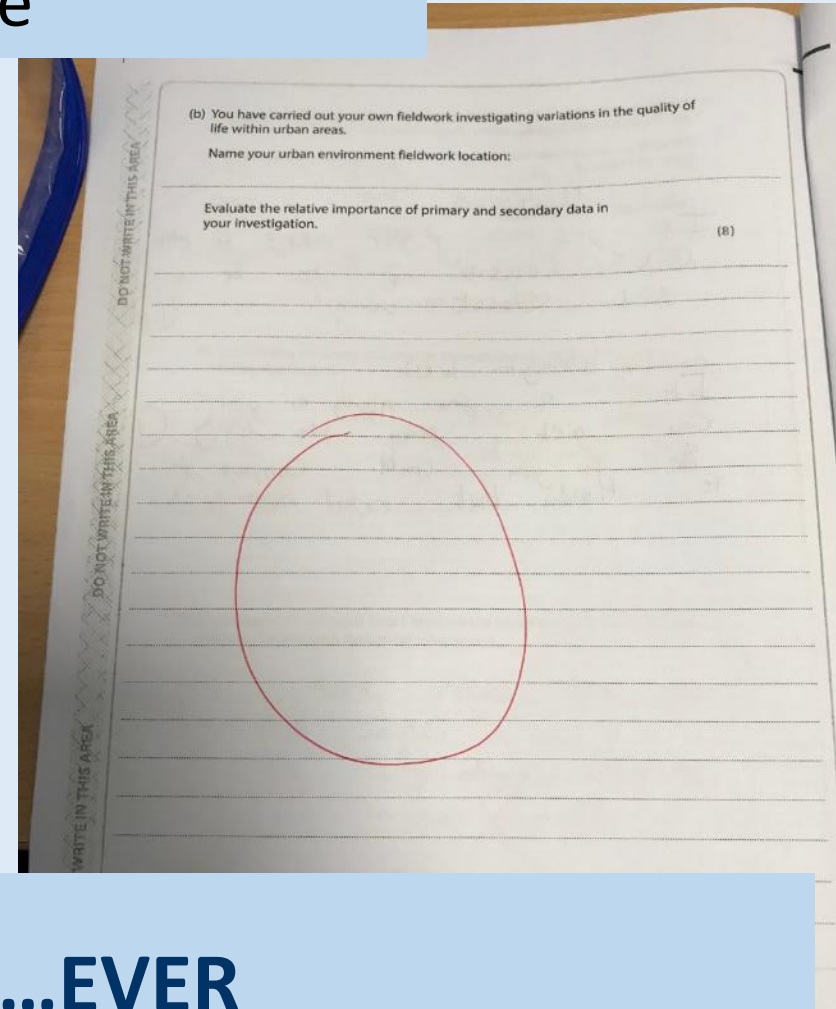 e
(b) You have carried out your own fieldwork investigating variations in the quality of
life within urban areas.
Name your urban environment fieldwork location:
Evaluate the relative importance of primary and secondary data in
your investigation.
(8)
DO NOT WRITE IN THIS AREA
DO NOT WRITE IN THIS AREA
WRITE IN THIS AREA
...EVER